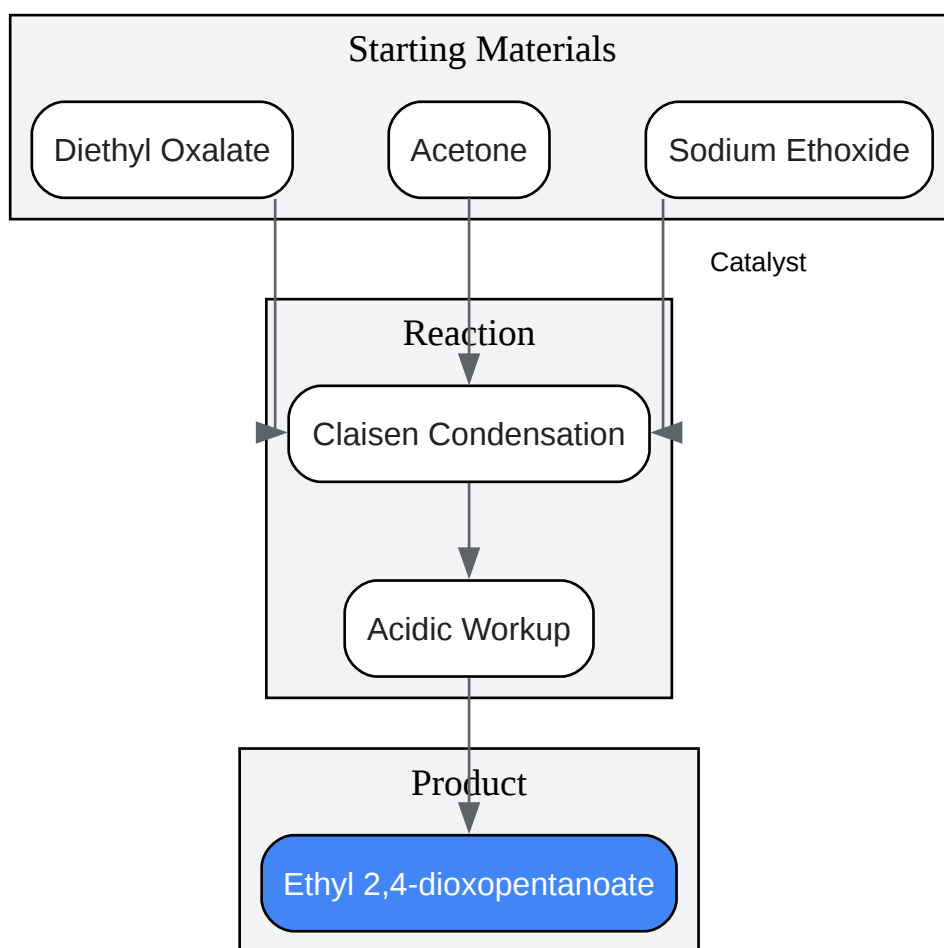 Starting Materials
Diethyl Oxalate
Acetone
Sodium Ethoxide
Catalyst
Reaction
Claisen Condensation
Acidic Workup
Product
Ethyl 2,4-dioxopentanoate